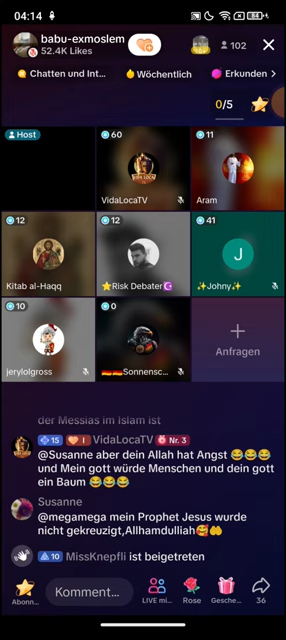 04:14
84
babu-exmoslem
52.4K Likes
102
Chatten und Int...
Wöchentlich
Erkunden >
0/5
Host
60
VidaLocaTV
11
Aram
12
Kitab al-Haqq
12
⭐Risk Debater☪️
41
J
✨Johny✨
10
jerylolgross
0
🇩🇪🇩🇪Sonnensc...
+
Anfragen
der Messias im Islam ist
15 I VidaLocaTV Nr. 3
@Susanne aber dein Allah hat Angst 😂😂😂
und Mein gott würde Menschen und dein gott
ein Baum 😂😂😂
Susanne
@megamega mein Prophet Jesus wurde
nicht gekreuzigt,Allhamdulliah🥰🤲
10 MissKnepfli ist beigetreten
Abonn...
Komment...
LIVE mi...
Rose
Gesche...
36